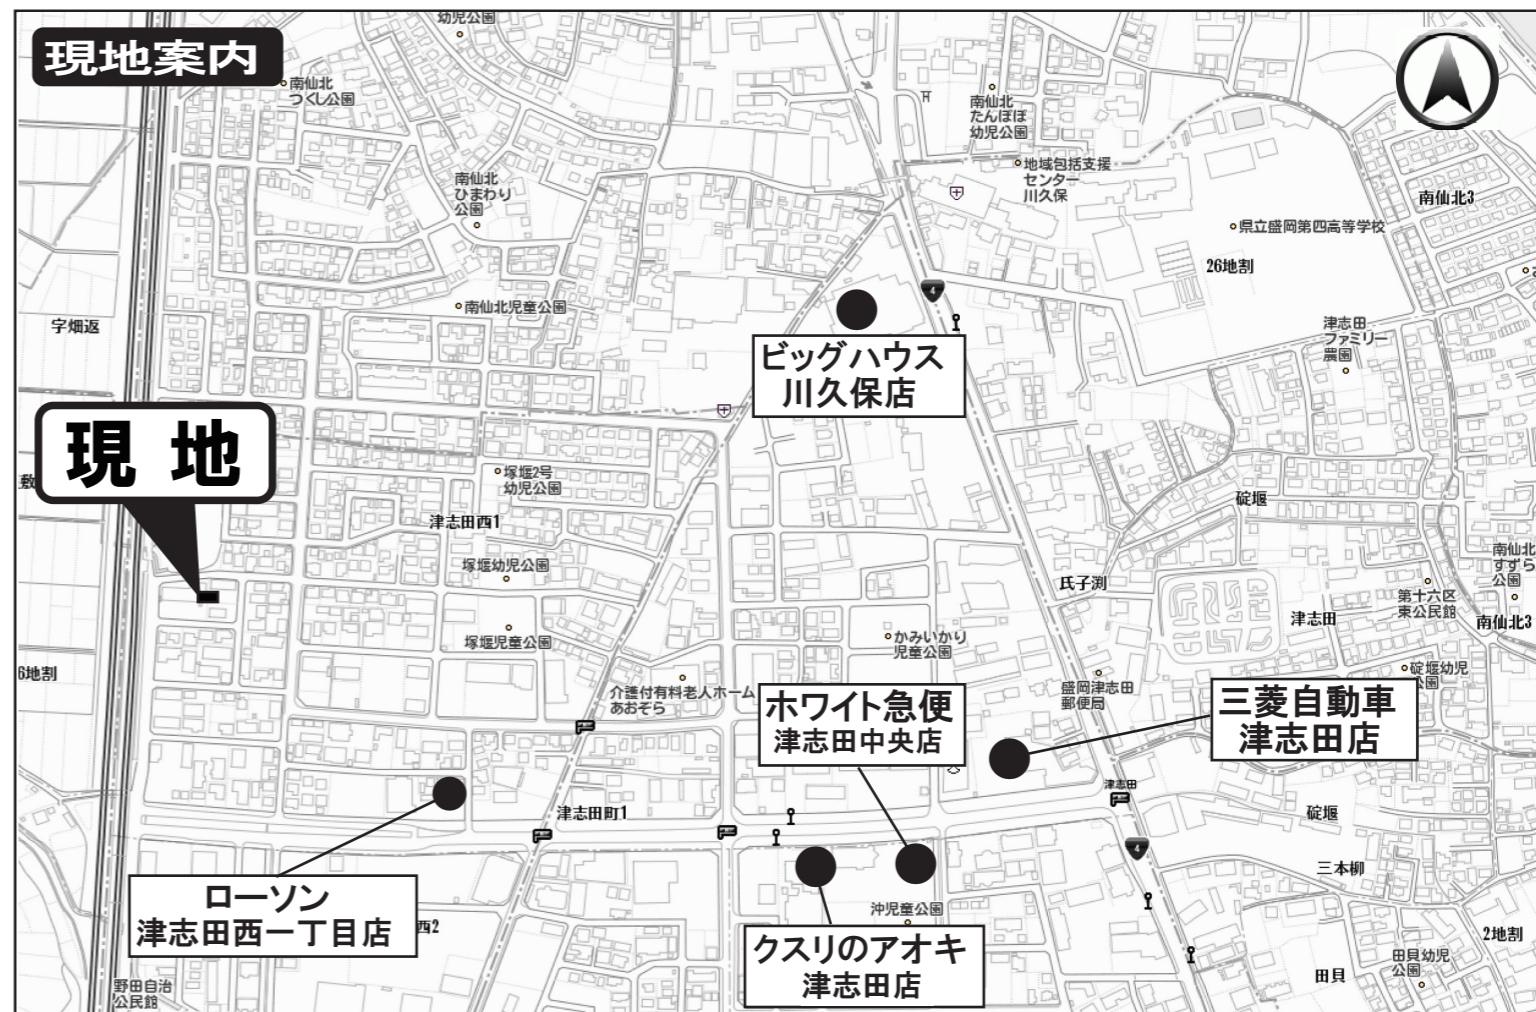 現地案内
幼児公園
南仙北
つくし公園
南仙北
たんぽぽ
幼児公園
地域包括支援
センター
川久保
南仙北
ひまわり
公園
南仙北3
県立盛岡第四高等学校
26地割
4
南仙北児童公園
字畑返
津志田
ファミリー
農園
ビッグハウス
川久保店
現地
塚堰2号
幼児公園
碇堰
津志田西1
塚堰幼児公園
南仙北
すずら
公園
氏子渕
第十六区
東公民館
津志田
南仙北3
塚堰児童公園
かみいかり
児童公園
6地割
碇堰幼児
公園
介護付有料老人ホーム
あおぞら
盛岡津志田
郵便局
ホワイト急便
津志田中央店
三菱自動車
津志田店
津志田
津志田町1
碇堰
4
三本柳
ローソン
津志田西一丁目店
西2
沖児童公園
クスリのアオキ
津志田店
2地割
田貝幼児
公園
田貝
野田自治
公民館